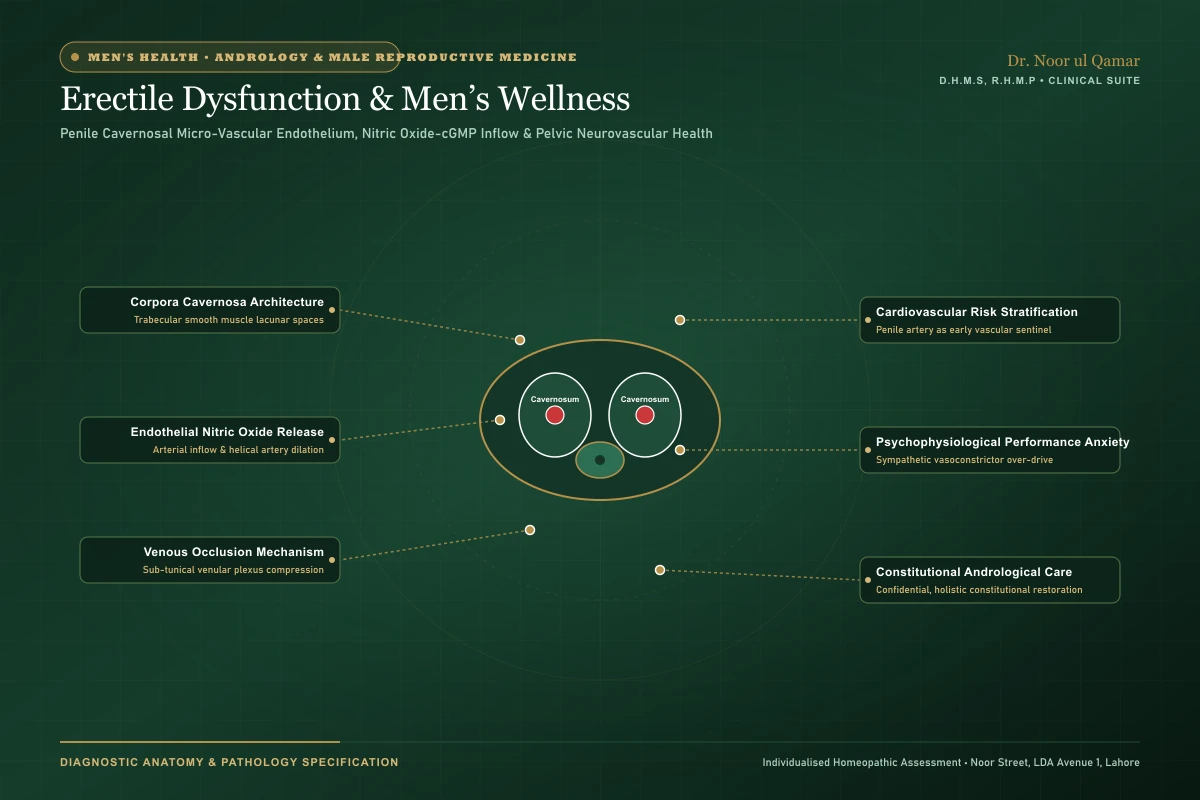 MEN'S HEALTH • ANDROLOGY & MALE REPRODUCTIVE MEDICINE
Erectile Dysfunction & Men’s Wellness
Penile Cavernosal Micro-Vascular Endothelium, Nitric Oxide-cGMP Inflow & Pelvic Neurovascular Health
Dr. Noor ul Qamar
D.H.M.S, R.H.M.P • CLINICAL SUITE
Corpora Cavernosa Architecture
Trabecular smooth muscle lacunar spaces
Endothelial Nitric Oxide Release
Arterial inflow & helical artery dilation
Venous Occlusion Mechanism
Sub-tunical venular plexus compression
Cavernosum
Cavernosum
Cardiovascular Risk Stratification
Penile artery as early vascular sentinel
Psychophysiological Performance Anxiety
Sympathetic vasoconstrictor over-drive
Constitutional Andrological Care
Confidential, holistic constitutional restoration
DIAGNOSTIC ANATOMY & PATHOLOGY SPECIFICATION
Individualised Homeopathic Assessment • Noor Street, LDA Avenue 1, Lahore